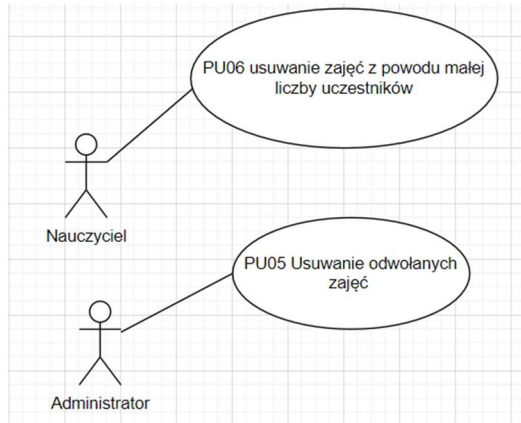 PU06 usuwanie zajęć z powodu małej
liczby uczestników
Nauczyciel
PU05 Usuwanie odwołanych
zajęć
Administrator